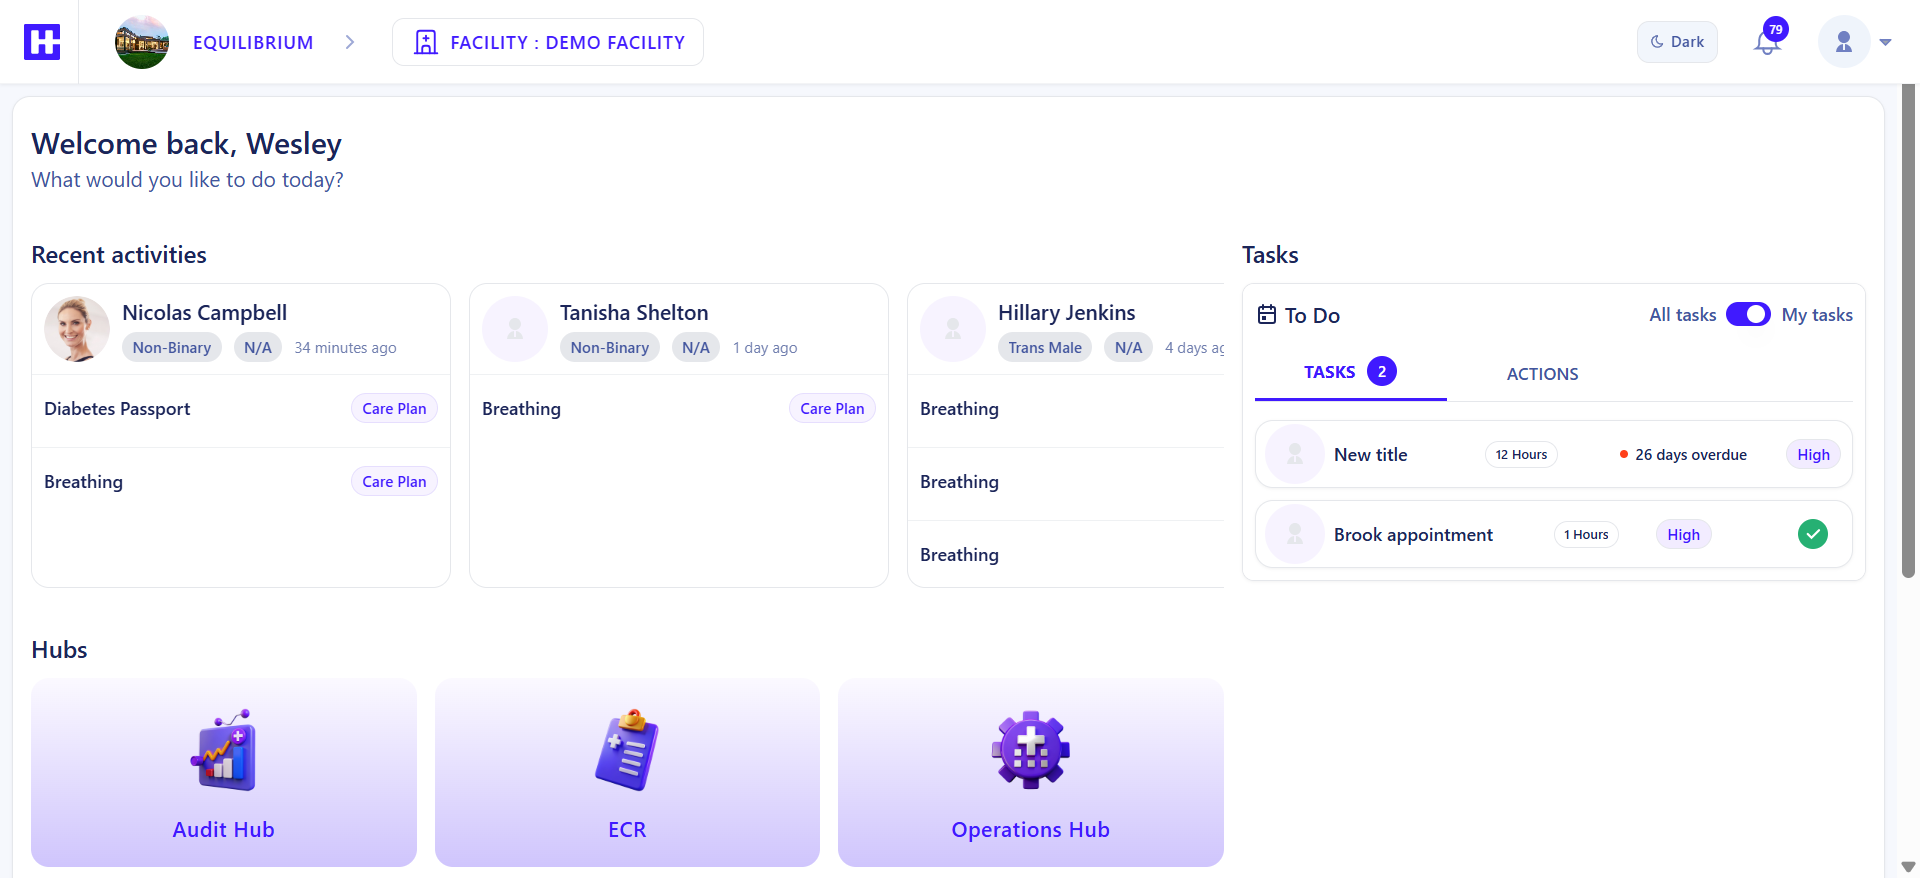 EQUILIBRIUM
FACILITY : DEMO FACILITY
Dark
79
Welcome back, Wesley
What would you like to do today?
Recent activities
Nicolas Campbell
Non-Binary N/A 34 minutes ago
Diabetes Passport Care Plan
Breathing Care Plan
Tanisha Shelton
Non-Binary N/A 1 day ago
Breathing Care Plan
Hillary Jenkins
Trans Male N/A 4 days
Breathing
Breathing
Breathing
Tasks
To Do
All tasks My tasks
TASKS 2 ACTIONS
New title 12 Hours 26 days overdue High
Brook appointment 1 Hours High
Hubs
Audit Hub
ECR
Operations Hub